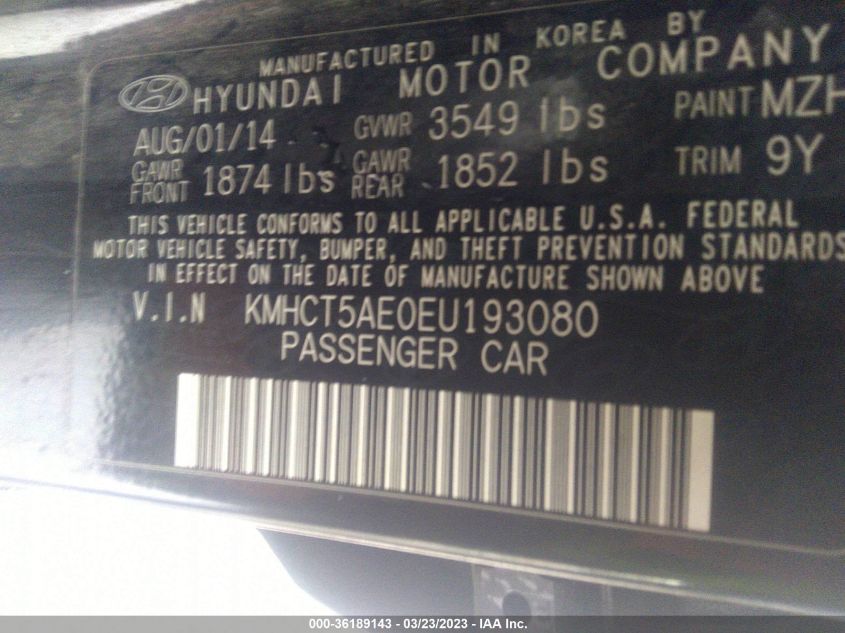 MANUFACTURED IN KOREA BY
HYUNDAI MOTOR COMPANY
AUG/01/14 GVWR 3549 lbs PAINT MZH
GAWR FRONT 1874 lbs GAWR REAR 1852 lbs TRIM 9Y
THIS VEHICLE CONFORMS TO ALL APPLICABLE U.S.A. FEDERAL
MOTOR VEHICLE SAFETY, BUMPER, AND THEFT PREVENTION STANDARDS
IN EFFECT ON THE DATE OF MANUFACTURE SHOWN ABOVE
V.I.N KMHCT5AE0EU193080
PASSENGER CAR
000-36189143 - 03/23/2023 - IAA Inc.